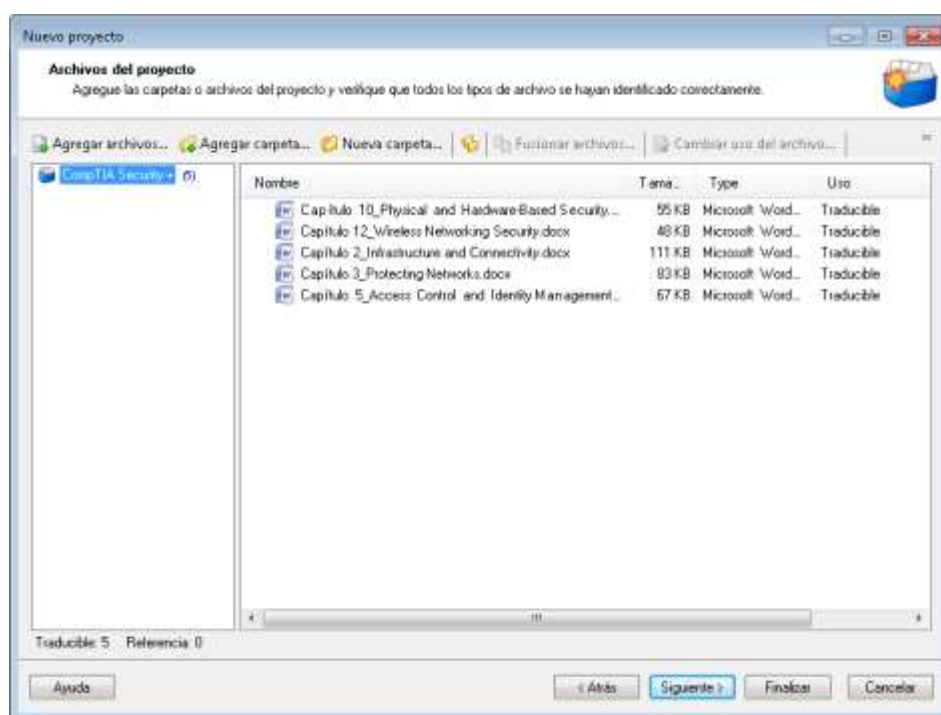 Nuevo proyecto
Archivos del proyecto
Agregue las carpetas o archivos del proyecto y verifique que todos los tipos de archivo se hayan identificado correctamente.
Agregar archivos... Agregar carpeta... Nueva carpeta... Fusionar archivos... Cambiar uso del archivo...
CompTIA Security + (5)
Nombre Tama... Type Uso
Capítulo 10_Physical and Hardware-Based Security... 55 KB Microsoft Word... Traducible
Capítulo 12_Wireless Networking Security.docx 48 KB Microsoft Word... Traducible
Capítulo 2_Infrastructure and Connectivity.docx 111 KB Microsoft Word... Traducible
Capítulo 3_Protecting Networks.docx 83 KB Microsoft Word... Traducible
Capítulo 5_Access Control and Identity Management... 67 KB Microsoft Word... Traducible
Traducible: 5 Referencia: 0
Ayuda < Atrás Siguiente > Finalizar Cancelar